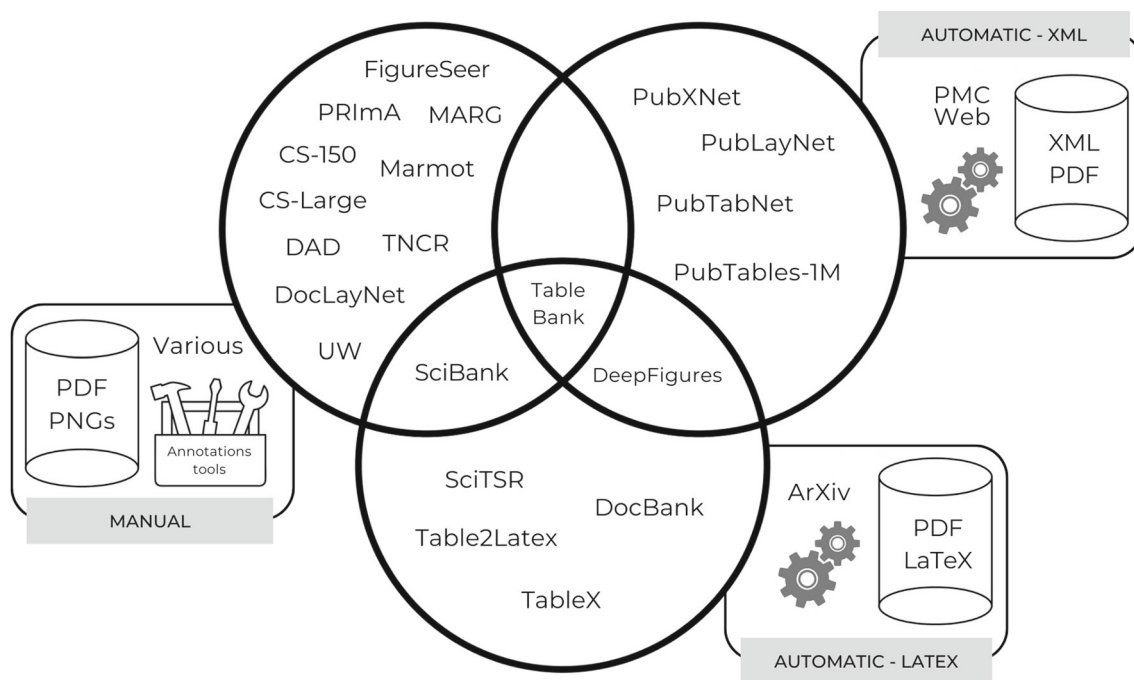 FigureSeer
PRImA
MARG
CS-150
Marmot
CS-Large
DAD
TNCR
DocLayNet
UW
SciBank
Table
Bank
PubXNet
PubLayNet
PubTabNet
PubTables-1M
DeepFigures
SciTSR
DocBank
Table2Latex
TableX
AUTOMATIC - XML
PMC
Web
XML
PDF
PDF
PNGs
Various
Annotations
tools
MANUAL
ArXiv
PDF
LaTeX
AUTOMATIC - LATEX